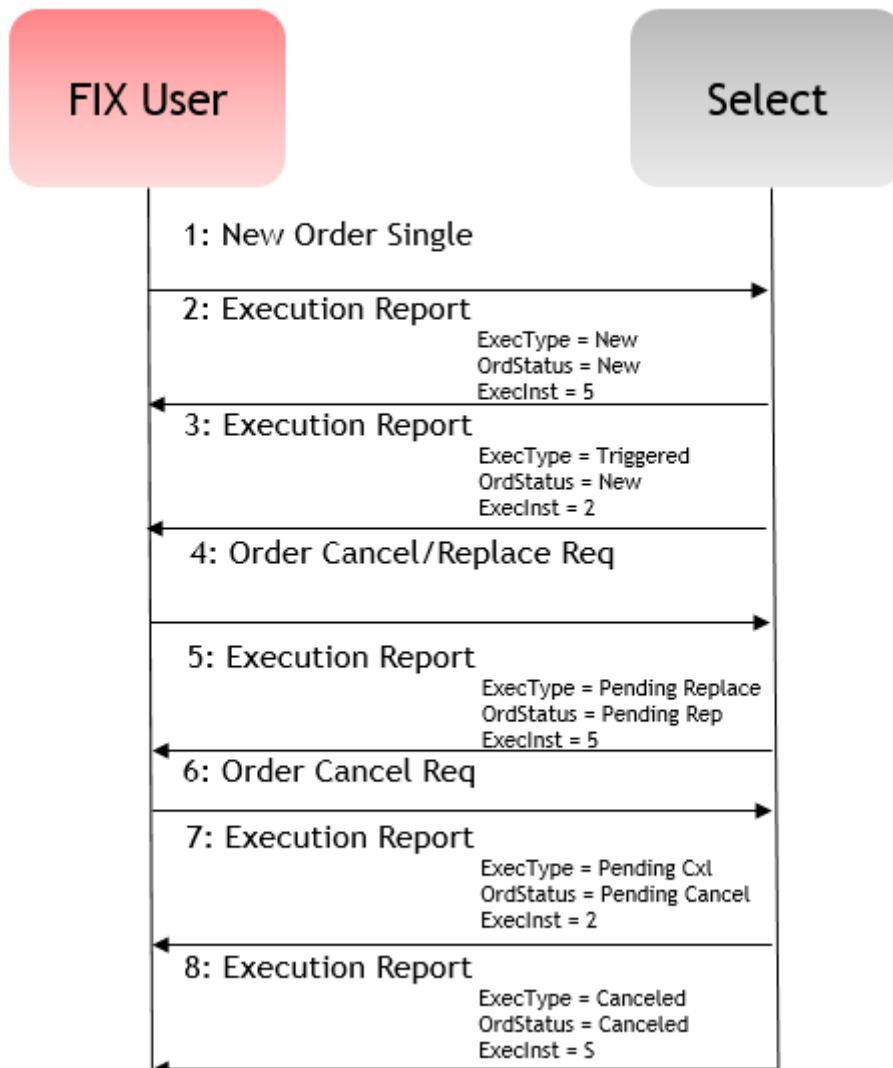 FIX User
Select
1: New Order Single
2: Execution Report
ExecType = New
OrdStatus = New
ExecInst = 5
3: Execution Report
ExecType = Triggered
OrdStatus = New
ExecInst = 2
4: Order Cancel/Replace Req
5: Execution Report
ExecType = Pending Replace
OrdStatus = Pending Rep
ExecInst = 5
6: Order Cancel Req
7: Execution Report
ExecType = Pending Cxl
OrdStatus = Pending Cancel
ExecInst = 2
8: Execution Report
ExecType = Canceled
OrdStatus = Canceled
ExecInst = S